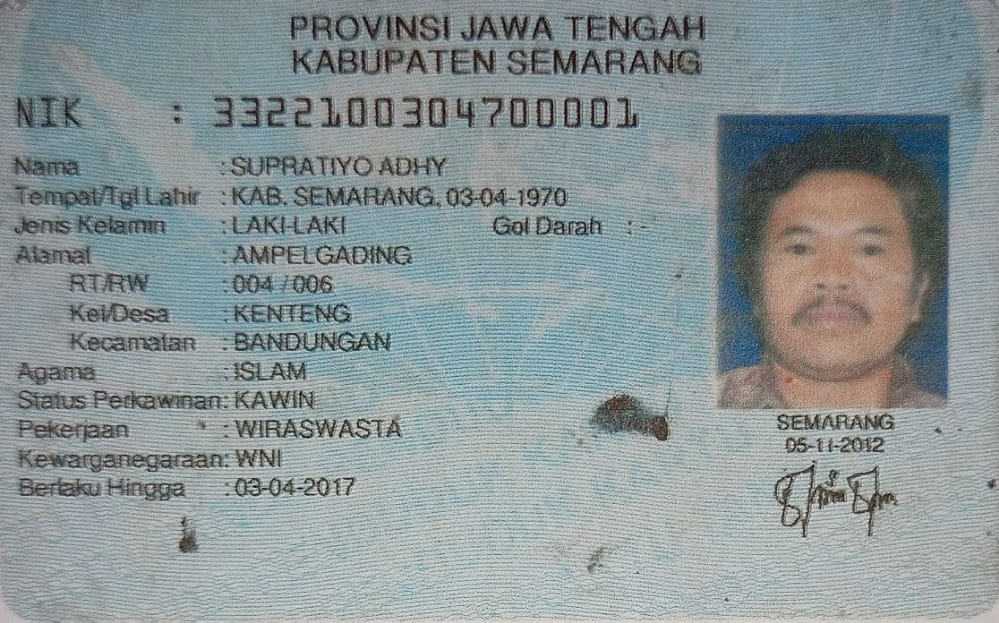 PROVINSI JAWA TENGAH
KABUPATEN SEMARANG
NIK : 3322100304700001
Nama : SUPRATIYO ADHY
Tempat/Tgl Lahir : KAB. SEMARANG, 03-04-1970
Jenis Kelamin : LAKI-LAKI Gol Darah : -
Alamat : AMPELGADING
RT/RW : 004 / 006
Kel/Desa : KENTENG
Kecamatan : BANDUNGAN
Agama : ISLAM
Status Perkawinan: KAWIN
Pekerjaan : WIRASWASTA
Kewarganegaraan: WNI
Berlaku Hingga : 03-04-2017
SEMARANG
05-11-2012